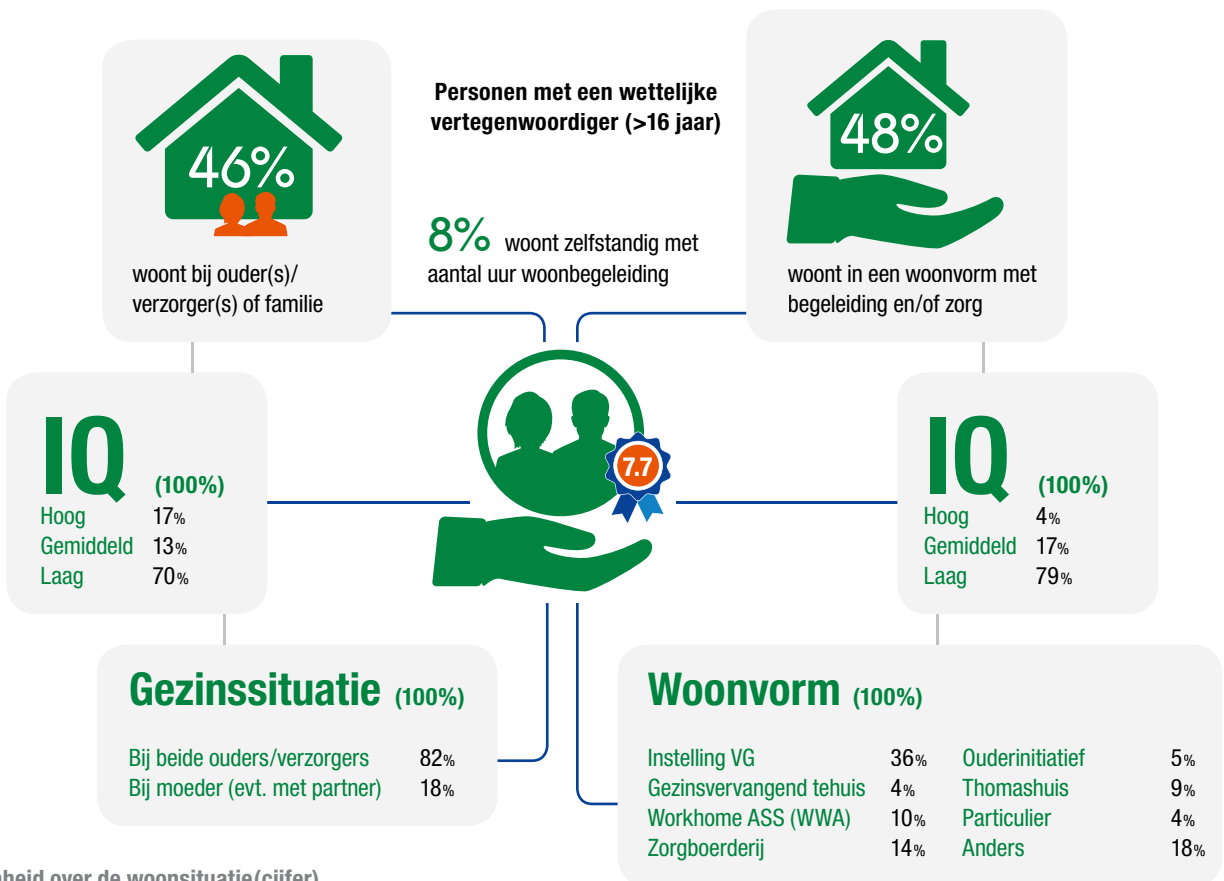 Personen met een wettelijke
vertegenwoordiger (>16 jaar)
46%
woont bij ouder(s)/
verzorger(s) of familie
8% woont zelfstandig met
aantal uur woonbegeleiding
48%
woont in een woonvorm met
begeleiding en/of zorg
IQ (100%)
Hoog 17%
Gemiddeld 13%
Laag 70%
7.7
IQ (100%)
Hoog 4%
Gemiddeld 17%
Laag 79%
Gezinssituatie (100%)
Bij beide ouders/verzorgers 82%
Bij moeder (evt. met partner) 18%
Woonvorm (100%)
Instelling VG 36% Ouderinitiatief 5%
Gezinsvervangend tehuis 4% Thomashuis 9%
Workhome ASS (WWA) 10% Particulier 4%
Zorgboerderij 14% Anders 18%
over de woonsituatie(cijfer)